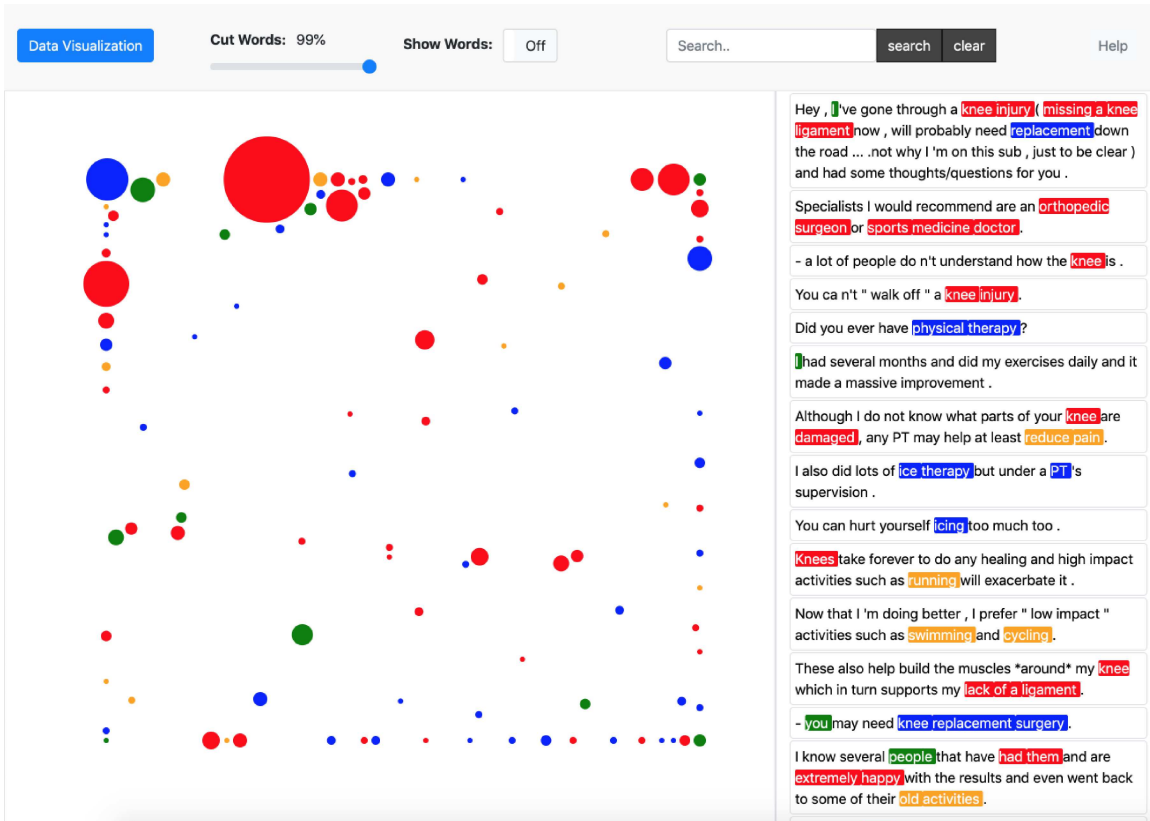 Data Visualization
Cut Words: 99%
Show Words: Off
Search..
search
clear
Help
Hey , I 've gone through a knee injury ( missing a knee
ligament now , will probably need replacement down
the road ... .not why I 'm on this sub , just to be clear )
and had some thoughts/questions for you .
Specialists I would recommend are an orthopedic
surgeon or sports medicine doctor .
- a lot of people do n't understand how the knee is .
You ca n't " walk off " a knee injury .
Did you ever have physical therapy ?
I had several months and did my exercises daily and it
made a massive improvement .
Although I do not know what parts of your knee are
damaged , any PT may help at least reduce pain .
I also did lots of ice therapy but under a PT 's
supervision .
You can hurt yourself icing too much too .
Knees take forever to do any healing and high impact
activities such as running will exacerbate it .
Now that I 'm doing better , I prefer " low impact "
activities such as swimming and cycling .
These also help build the muscles *around* my knee
which in turn supports my lack of a ligament .
- you may need knee replacement surgery .
I know several people that have had them and are
extremely happy with the results and even went back
to some of their old activities .